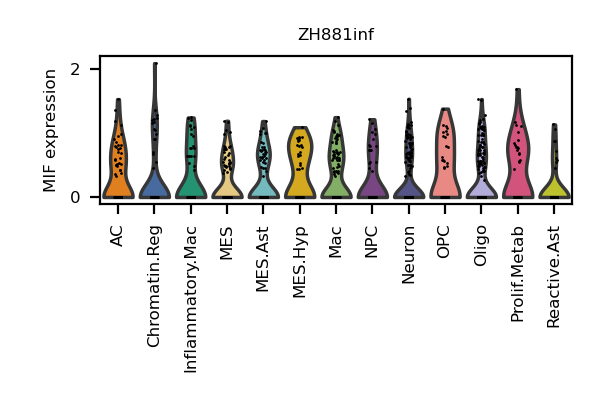 ZH881inf
MIF expression
2
0
AC
Chromatin.Reg
Inflammatory.Mac
MES
MES.Ast
MES.Hyp
Mac
NPC
Neuron
OPC
Oligo
Prolif.Metab
Reactive.Ast